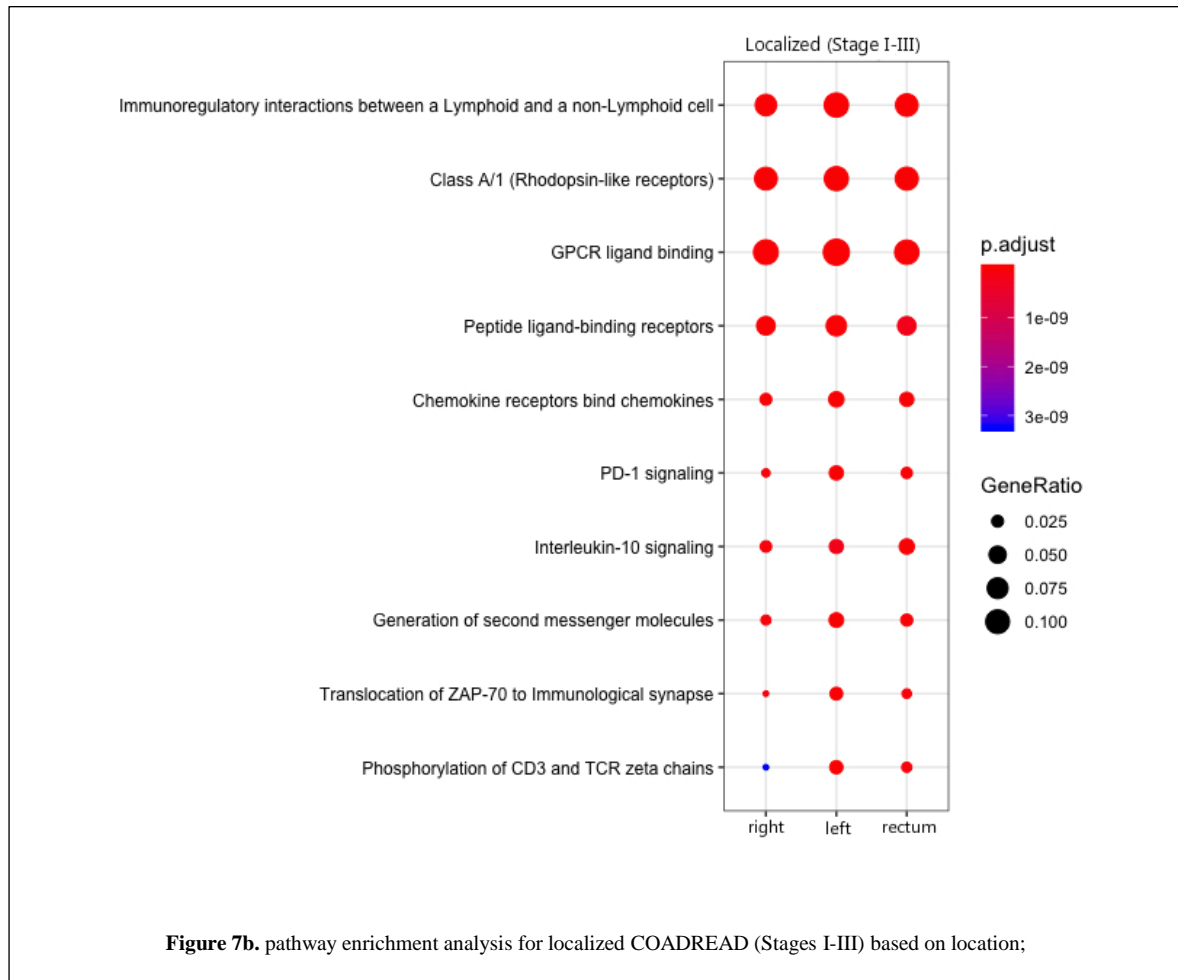 Localized (Stage I-III)
Immunoregulatory interactions between a Lymphoid and a non-Lymphoid cell
Class A/1 (Rhodopsin-like receptors)
GPCR ligand binding
Peptide ligand-binding receptors
Chemokine receptors bind chemokines
PD-1 signaling
Interleukin-10 signaling
Generation of second messenger molecules
Translocation of ZAP-70 to Immunological synapse
Phosphorylation of CD3 and TCR zeta chains
right left rectum
p.adjust
1e-09
2e-09
3e-09
GeneRatio
0.025
0.050
0.075
0.100
Figure 7b. pathway enrichment analysis for localized COADREAD (Stages I-III) based on location;